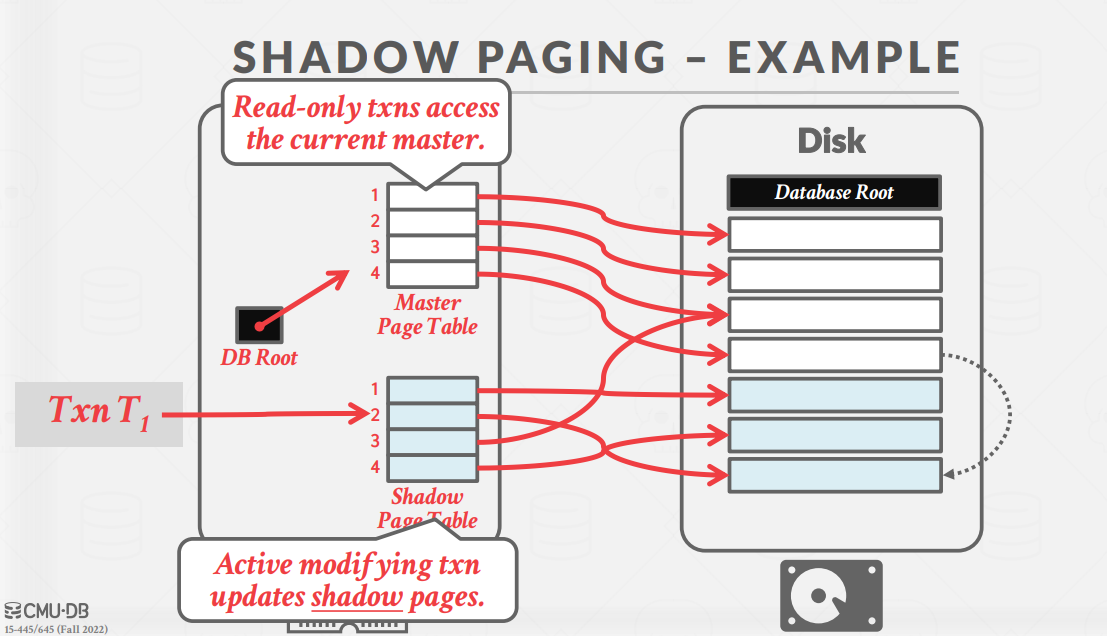 SHADOW PAGING – EXAMPLE
Read-only txns access
the current master.
Disk
Database Root
1
2
3
4
Master
Page Table
DB Root
Txn T1
1
2
3
4
Shadow
Page Table
Active modifying txn
updates shadow pages.
CMU·DB
15-445/645 (Fall 2022)